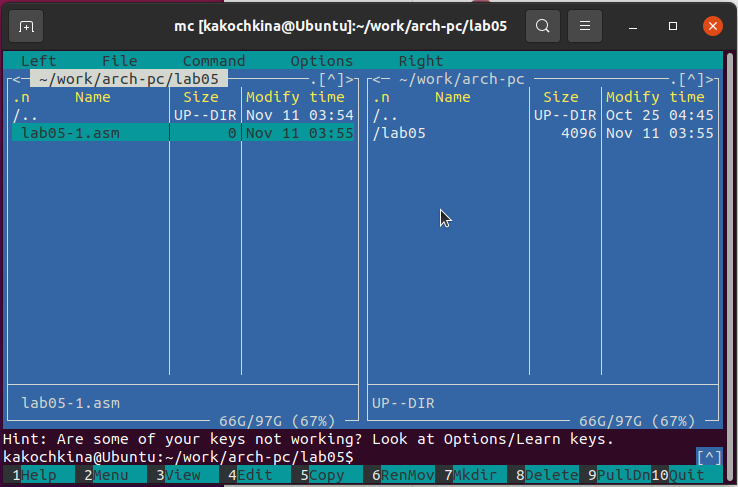 mc [kakochkina@Ubuntu]:~/work/arch-pc/lab05
Left File Command Options Right
<─ ~/work/arch-pc/lab05 ─.[^]> <─ ~/work/arch-pc ─.[^]>
.n Name Size Modify time .n Name Size Modify time
/.. UP--DIR Nov 11 03:54 /.. UP--DIR Oct 25 04:45
lab05-1.asm 0 Nov 11 03:55 /lab05 4096 Nov 11 03:55
lab05-1.asm UP--DIR
66G/97G (67%) 66G/97G (67%)
Hint: Are some of your keys not working? Look at Options/Learn keys.
kakochkina@Ubuntu:~/work/arch-pc/lab05$ [^]
1Help 2Menu 3View 4Edit 5Copy 6RenMov 7Mkdir 8Delete 9PullDn 10Quit